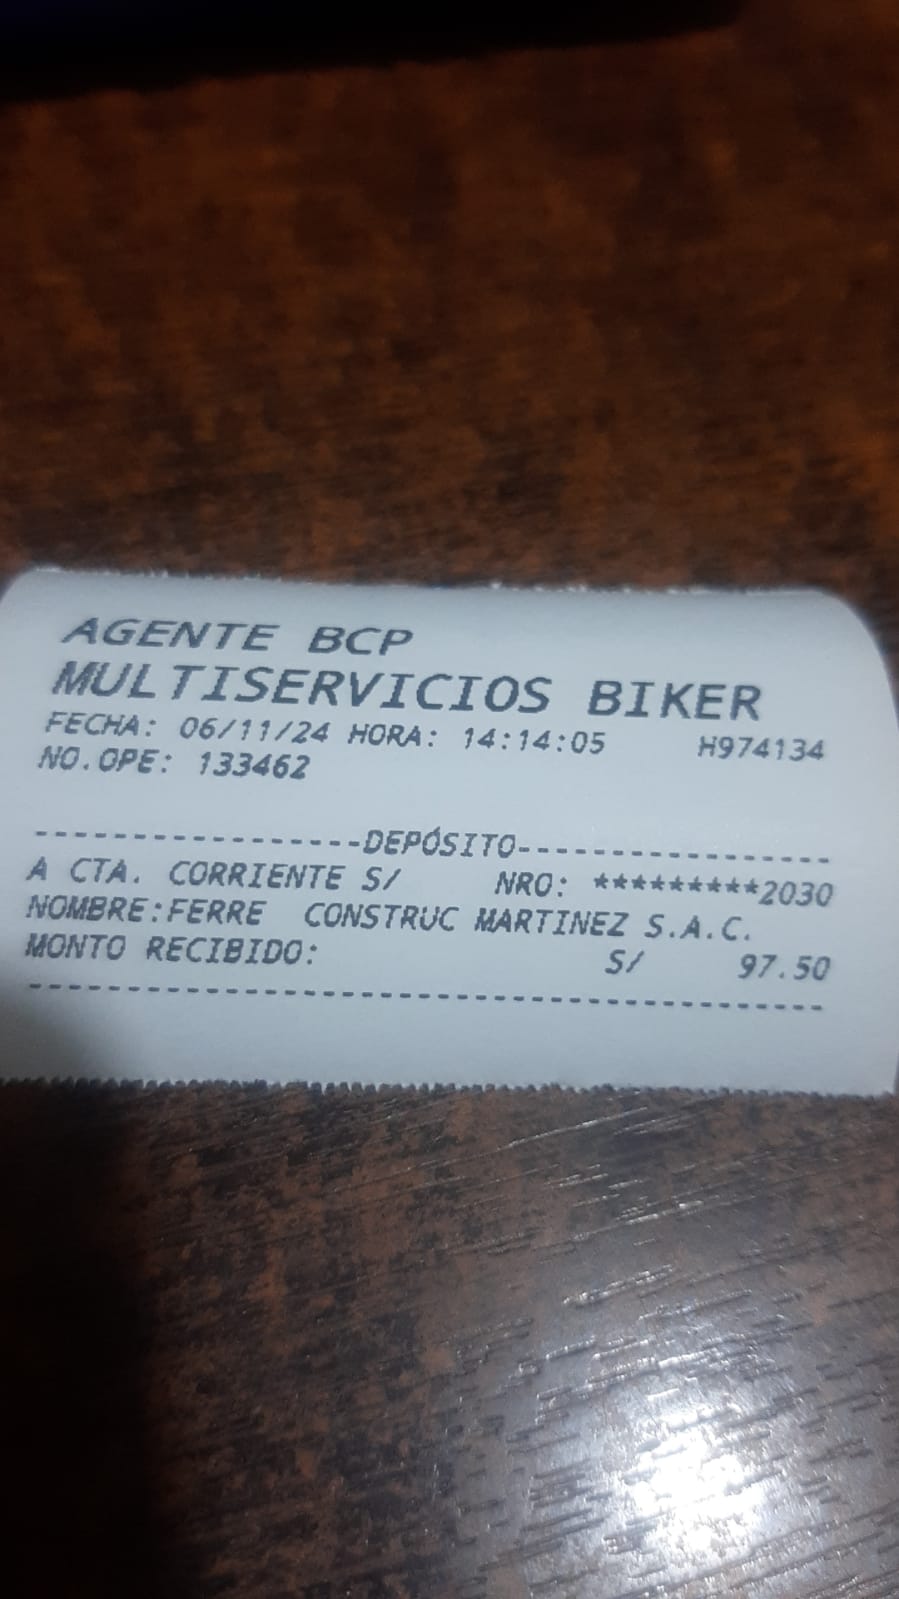 AGENTE BCP
MULTISERVICIOS BIKER
FECHA: 06/11/24 HORA: 14:14:05 H974134
NO.OPE: 133462
------------------DEPÓSITO-----------------
A CTA. CORRIENTE S/ NRO: *********2030
NOMBRE:FERRE CONSTRUC MARTINEZ S.A.C.
MONTO RECIBIDO: S/ 97.50
-------------------------------------------